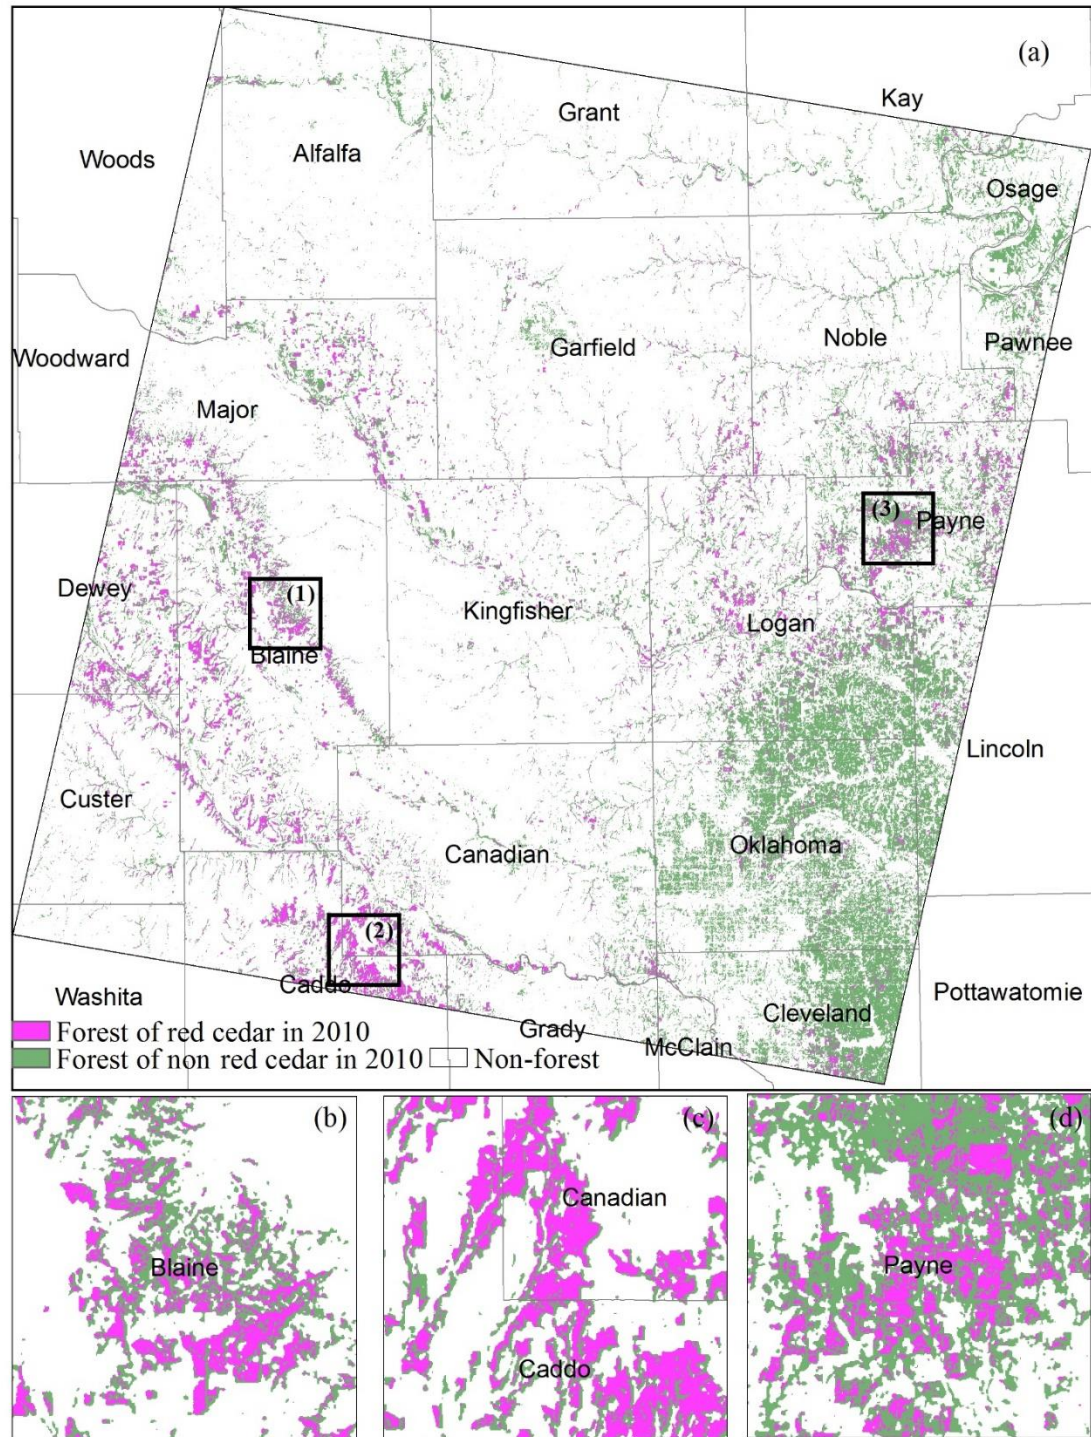 (a)
Kay
Grant
Woods
Alfalfa
Osage
Woodward
Garfield
Noble
Pawnee
Major
(3)
Payne
Dewey
(1)
Kingfisher
Logan
Blaine
Lincoln
Custer
Oklahoma
Canadian
(2)
Washita
Caddo
Pottawatomie
Cleveland
Grady
McClain
Forest of red cedar in 2010
Forest of non red cedar in 2010 Non-forest
(b)
(c)
(d)
Canadian
Blaine
Payne
Caddo